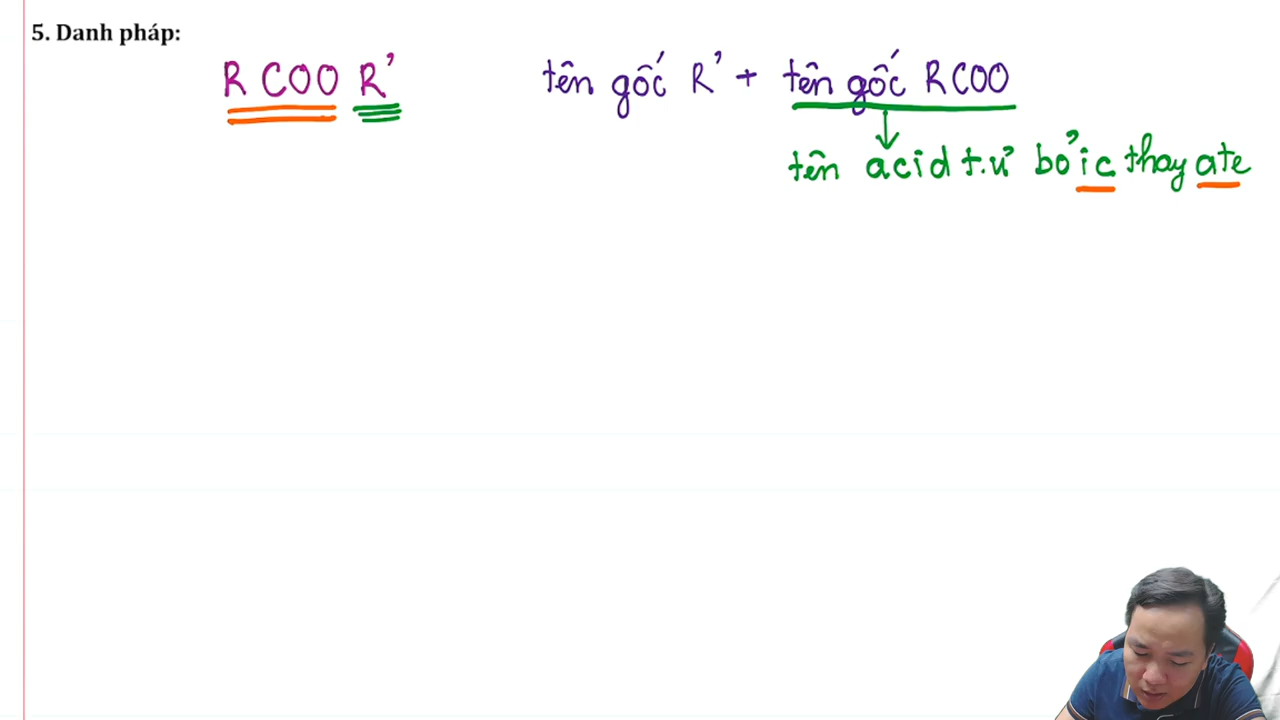 5. Danh pháp:
RCOOR' tên gốc R' + tên gốc RCOO
tên acid t.ư bỏ ic thay ate